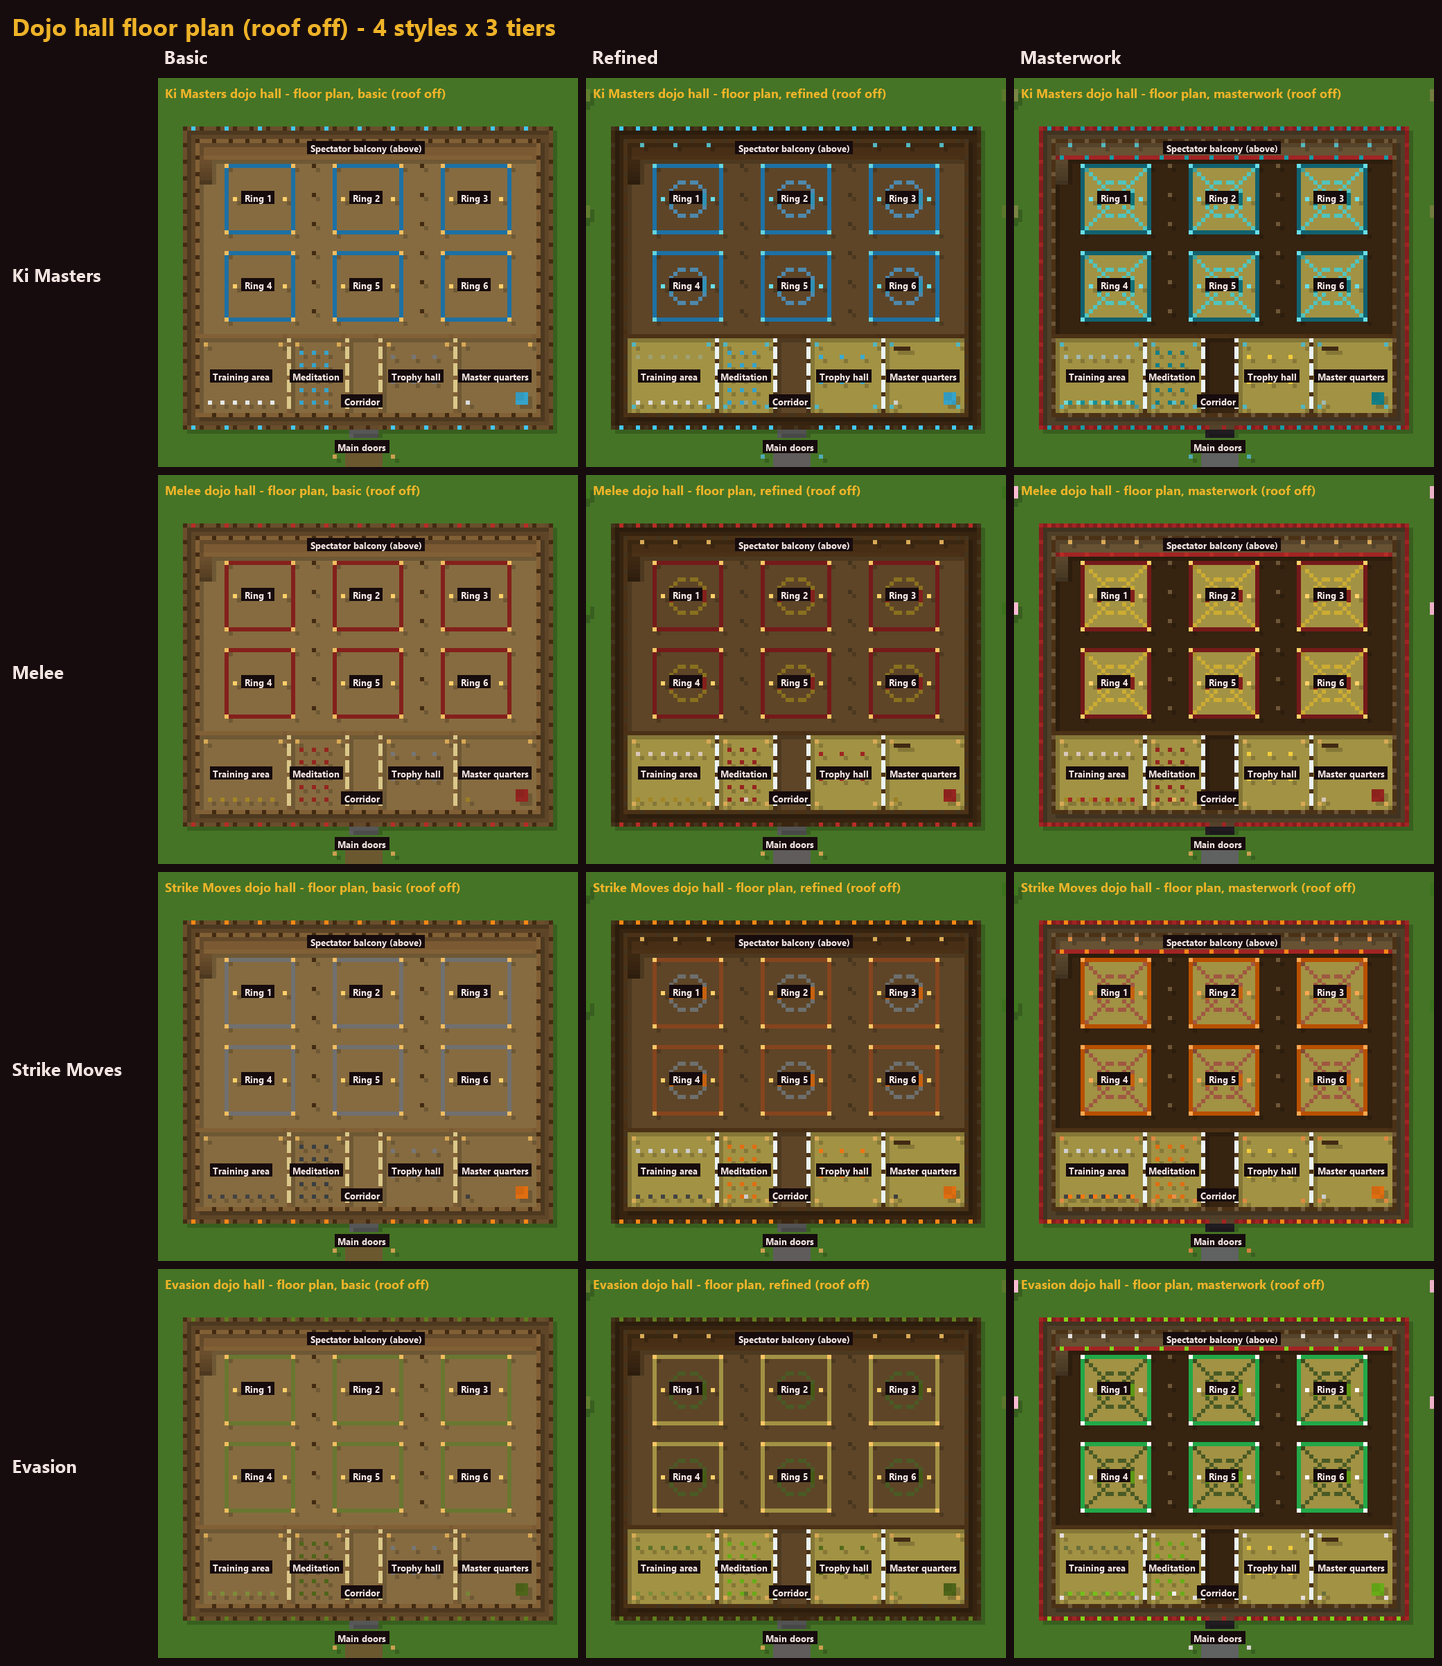 Dojo hall floor plan (roof off) - 4 styles x 3 tiers
Basic
Refined
Masterwork
Ki Masters
Ki Masters dojo hall - floor plan, basic (roof off)
Spectator balcony (above)
Ring 1
Ring 2
Ring 3
Ring 4
Ring 5
Ring 6
Training area
Meditation
Trophy hall
Master quarters
Corridor
Main doors
Ki Masters dojo hall - floor plan, refined (roof off)
Spectator balcony (above)
Ring 1
Ring 2
Ring 3
Ring 4
Ring 5
Ring 6
Training area
Meditation
Trophy hall
Master quarters
Corridor
Main doors
Ki Masters dojo hall - floor plan, masterwork (roof off)
Spectator balcony (above)
Ring 1
Ring 2
Ring 3
Ring 4
Ring 5
Ring 6
Training area
Meditation
Trophy hall
Master quarters
Corridor
Main doors
Melee
Melee dojo hall - floor plan, basic (roof off)
Spectator balcony (above)
Ring 1
Ring 2
Ring 3
Ring 4
Ring 5
Ring 6
Training area
Meditation
Trophy hall
Master quarters
Corridor
Main doors
Melee dojo hall - floor plan, refined (roof off)
Spectator balcony (above)
Ring 1
Ring 2
Ring 3
Ring 4
Ring 5
Ring 6
Training area
Meditation
Trophy hall
Master quarters
Corridor
Main doors
Melee dojo hall - floor plan, masterwork (roof off)
Spectator balcony (above)
Ring 1
Ring 2
Ring 3
Ring 4
Ring 5
Ring 6
Training area
Meditation
Trophy hall
Master quarters
Corridor
Main doors
Strike Moves
Strike Moves dojo hall - floor plan, basic (roof off)
Spectator balcony (above)
Ring 1
Ring 2
Ring 3
Ring 4
Ring 5
Ring 6
Training area
Meditation
Trophy hall
Master quarters
Corridor
Main doors
Strike Moves dojo hall - floor plan, refined (roof off)
Spectator balcony (above)
Ring 1
Ring 2
Ring 3
Ring 4
Ring 5
Ring 6
Training area
Meditation
Trophy hall
Master quarters
Corridor
Main doors
Strike Moves dojo hall - floor plan, masterwork (roof off)
Spectator balcony (above)
Ring 1
Ring 2
Ring 3
Ring 4
Ring 5
Ring 6
Training area
Meditation
Trophy hall
Master quarters
Corridor
Main doors
Evasion
Evasion dojo hall - floor plan, basic (roof off)
Spectator balcony (above)
Ring 1
Ring 2
Ring 3
Ring 4
Ring 5
Ring 6
Training area
Meditation
Trophy hall
Master quarters
Corridor
Main doors
Evasion dojo hall - floor plan, refined (roof off)
Spectator balcony (above)
Ring 1
Ring 2
Ring 3
Ring 4
Ring 5
Ring 6
Training area
Meditation
Trophy hall
Master quarters
Corridor
Main doors
Evasion dojo hall - floor plan, masterwork (roof off)
Spectator balcony (above)
Ring 1
Ring 2
Ring 3
Ring 4
Ring 5
Ring 6
Training area
Meditation
Trophy hall
Master quarters
Corridor
Main doors